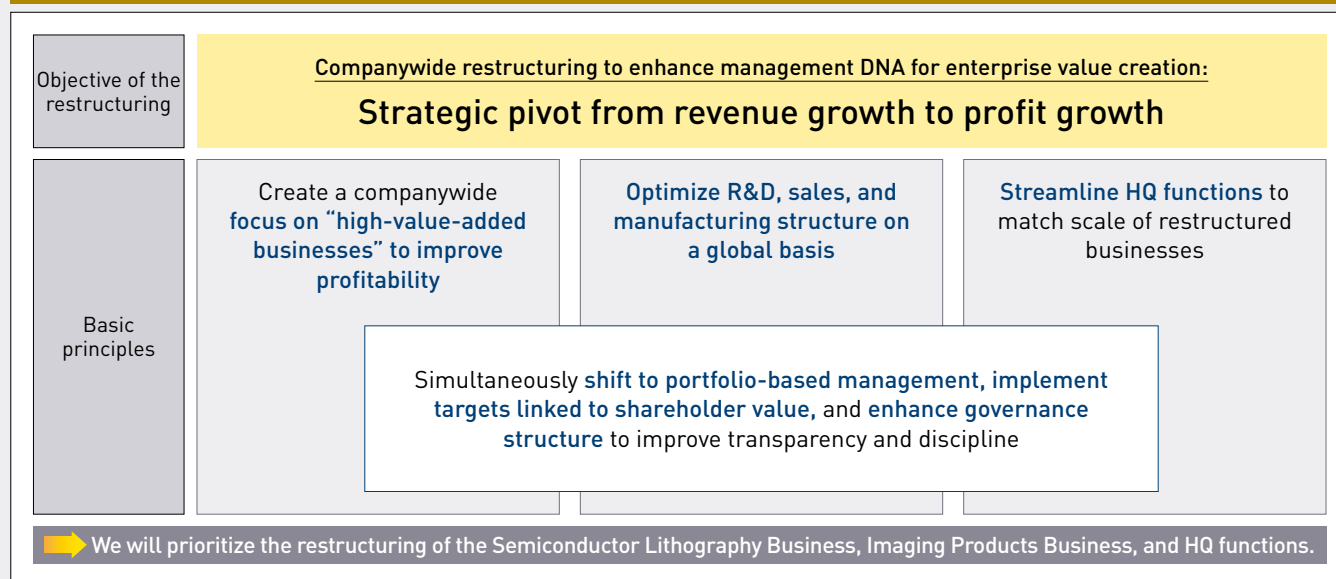 Objective of the
restructuring
Companywide restructuring to enhance management DNA for enterprise value creation:
Strategic pivot from revenue growth to profit growth
Basic
principles
Create a companywide
focus on “high-value-added
businesses” to improve
profitability
Optimize R&D, sales, and
manufacturing structure on
a global basis
Streamline HQ functions to
match scale of restructured
businesses
Simultaneously shift to portfolio-based management, implement
targets linked to shareholder value, and enhance governance
structure to improve transparency and discipline
We will prioritize the restructuring of the Semiconductor Lithography Business, Imaging Products Business, and HQ functions.